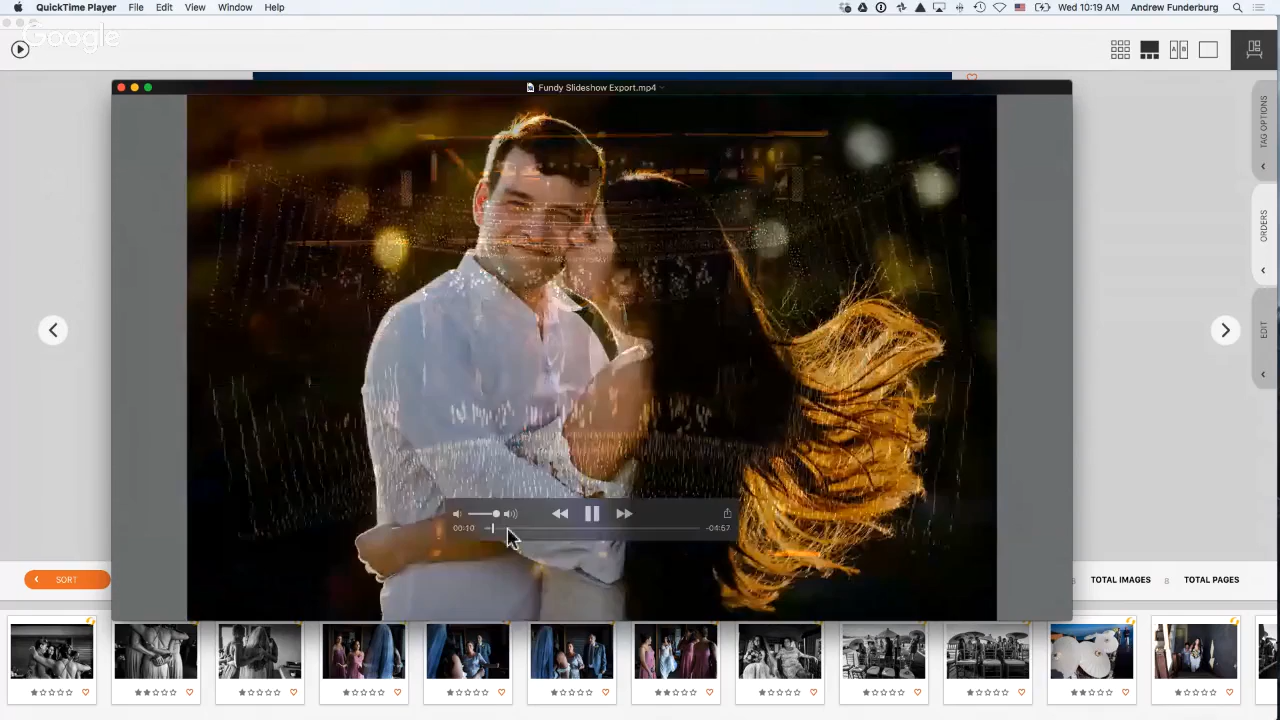 QuickTime Player File Edit View Window Help Wed 10:19 AM Andrew Funderburg
Google
Fundy Slideshow Export.mp4
A B
TAG OPTIONS
ORDERS
EDIT
00:10 -04:57
SORT
TOTAL IMAGES 8 TOTAL PAGES